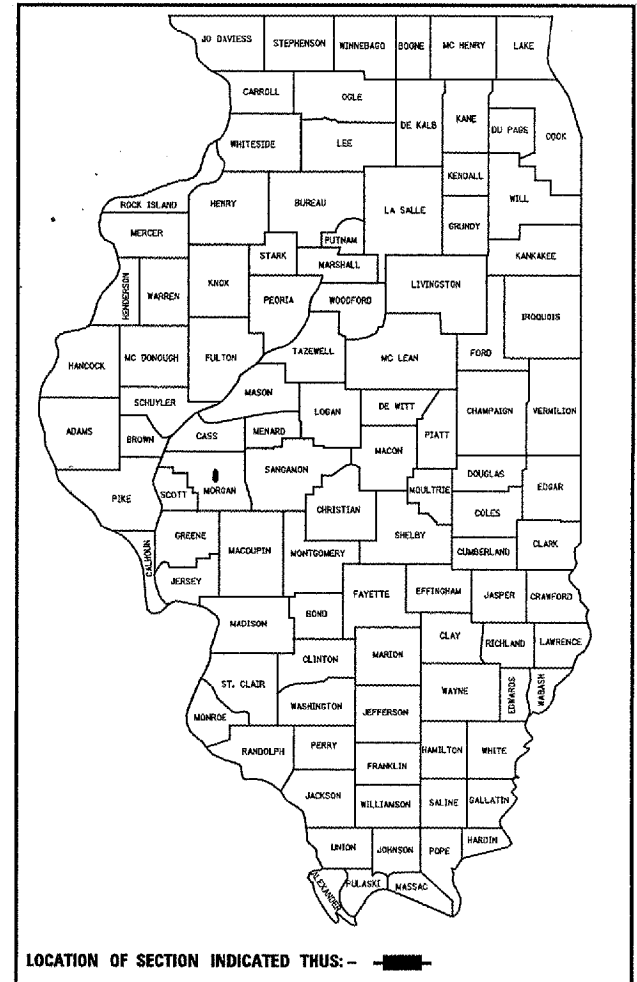 JO DAVIESS
STEPHENSON
WINNEBAGO
BOONE
MC HENRY
LAKE
CARROLL
OGLE
DE KALB
KANE
DU PAGE
COOK
WHITESIDE
LEE
KENDALL
WILL
ROCK ISLAND
HENRY
BUREAU
LA SALLE
GRUNDY
MERCER
PUTNAM
STARK
MARSHALL
KANKAKEE
HENDERSON
WARREN
KNOX
PEORIA
WOODFORD
LIVINGSTON
IROQUOIS
HANCOCK
MC DONOUGH
FULTON
TAZEWELL
MC LEAN
FORD
MASON
SCHUYLER
LOGAN
DE WITT
CHAMPAIGN
VERMILION
ADAMS
BROWN
CASS
MENARD
MACON
PIATT
SANGAMON
DOUGLAS
EDGAR
PIKE
SCOTT
MORGAN
MOULTRIE
COLES
CHRISTIAN
SHELBY
CALHOUN
GREENE
MACOUPIN
MONTGOMERY
CUMBERLAND
CLARK
JERSEY
FAYETTE
EFFINGHAM
JASPER
CRAWFORD
MADISON
BOND
CLAY
RICHLAND
LAWRENCE
CLINTON
MARION
ST. CLAIR
WAYNE
EDWARDS
WABASH
MONROE
WASHINGTON
JEFFERSON
RANDOLPH
PERRY
HAMILTON
WHITE
FRANKLIN
JACKSON
WILLIAMSON
SALINE
GALLATIN
UNION
JOHNSON
POPE
HARDIN
ALEXANDER
PULASKI
MASSAC
LOCATION OF SECTION INDICATED THUS:-